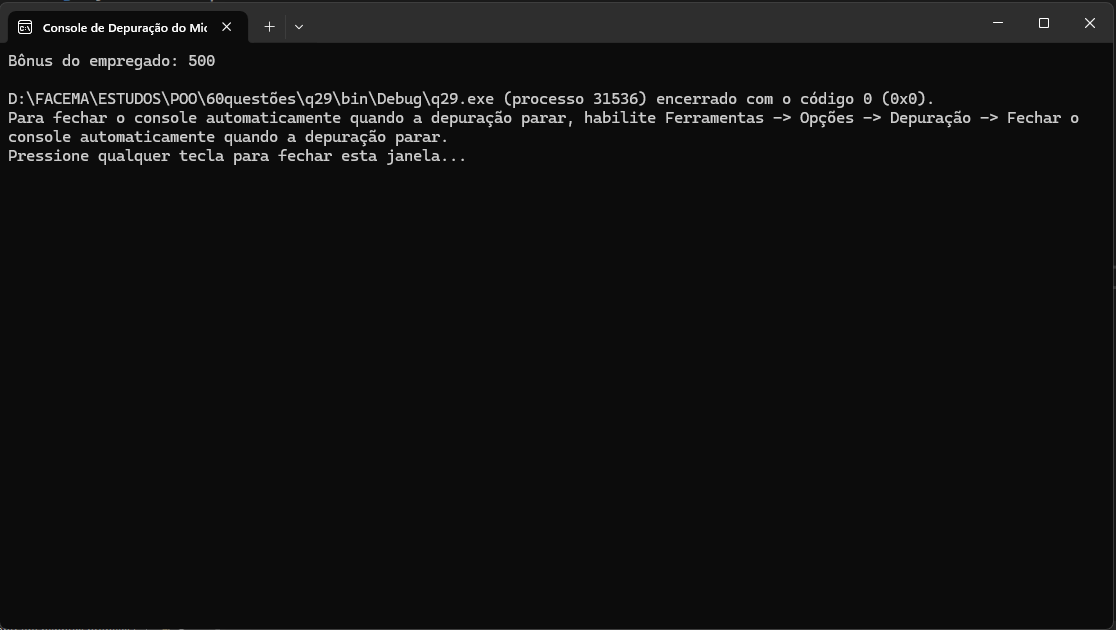 Console de Depuração do Mic
Bônus do empregado: 500
D:\FACEMA\ESTUDOS\POO\60questões\q29\bin\Debug\q29.exe (processo 31536) encerrado com o código 0 (0x0).
Para fechar o console automaticamente quando a depuração parar, habilite Ferramentas -> Opções -> Depuração -> Fechar o
console automaticamente quando a depuração parar.
Pressione qualquer tecla para fechar esta janela...